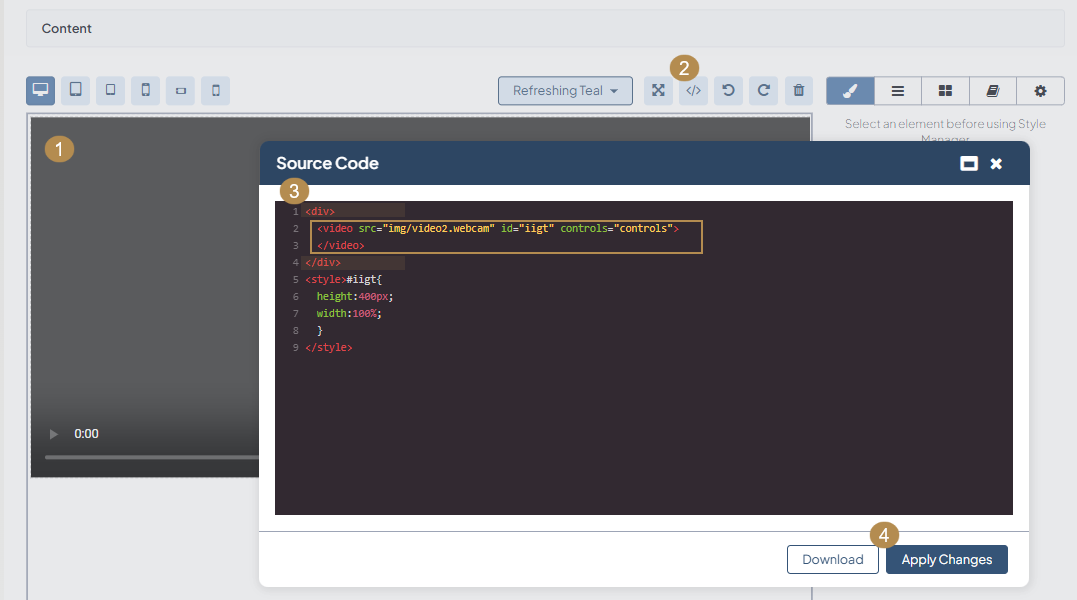 Content
2
Refreshing Teal
</>
Select an element before using Style
Manager
1
Source Code
3
1 <div>
2 <video src="img/video2.webcam" id="iigt" controls="controls">
3 </video>
4 </div>
5 <style>#iigt{
6 height:400px;
7 width:100%;
8 }
9 </style>
0:00
4
Download
Apply Changes